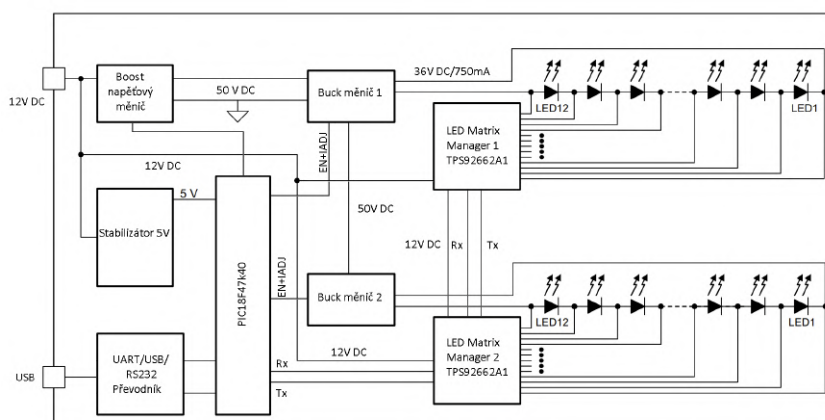 12V DC
Boost
napěťový
měnič
50 V DC
Buck měnič 1
36V DC/750mA
LED12
LED1
LED Matrix
Manager 1
TPS92662A1
EN+IADJ
12V DC
5 V
Stabilizátor 5V
PIC18F47k40
50V DC
12V DC
Rx
Tx
EN+IADJ
Buck měnič 2
LED12
LED1
LED Matrix
Manager 2
TPS92662A1
12V DC
Rx
Tx
USB
UART/USB/
RS232
Převodník